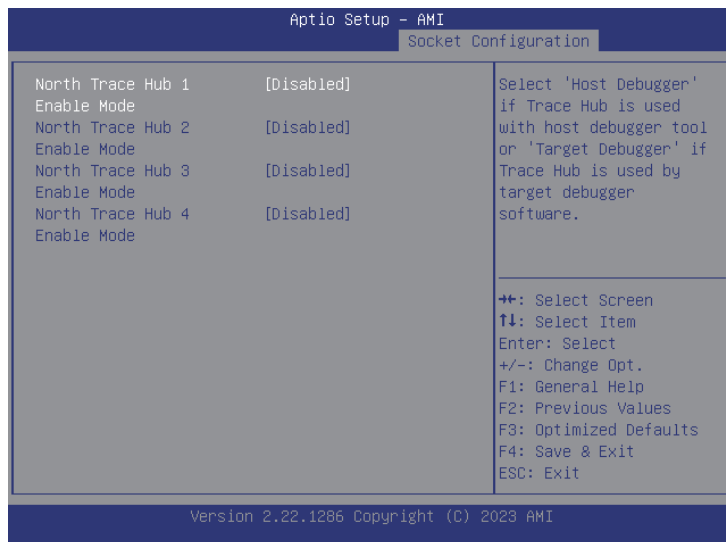 Aptio Setup - AMI
Socket Configuration
North Trace Hub 1 [Disabled]
Enable Mode
North Trace Hub 2 [Disabled]
Enable Mode
North Trace Hub 3 [Disabled]
Enable Mode
North Trace Hub 4 [Disabled]
Enable Mode
Select 'Host Debugger'
if Trace Hub is used
with host debugger tool
or 'Target Debugger' if
Trace Hub is used by
target debugger
software.
→←: Select Screen
↑↓: Select Item
Enter: Select
+/-: Change Opt.
F1: General Help
F2: Previous Values
F3: Optimized Defaults
F4: Save & Exit
ESC: Exit
Version 2.22.1286 Copyright (C) 2023 AMI